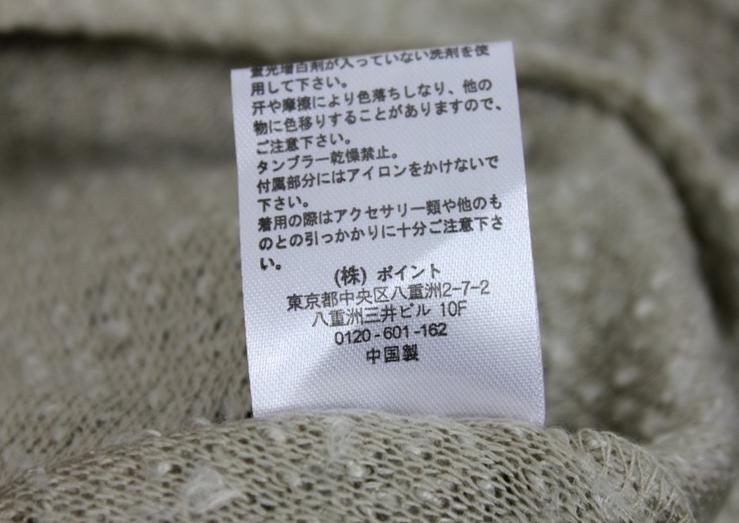 蛍光増白剤が入っていない洗剤を使
用して下さい。
汗や摩擦により色落ちしなり、他の
物に色移りすることがありますので、
ご注意下さい。
タンブラー乾燥禁止。
付属部分にはアイロンをかけないで
下さい。
着用の際はアクセサリー類や他のも
のとの引っかかりに十分ご注意下さ
い。
(株) ポイント
東京都中央区八重洲2-7-2
八重洲三井ビル 10F
0120-601-162
中国製